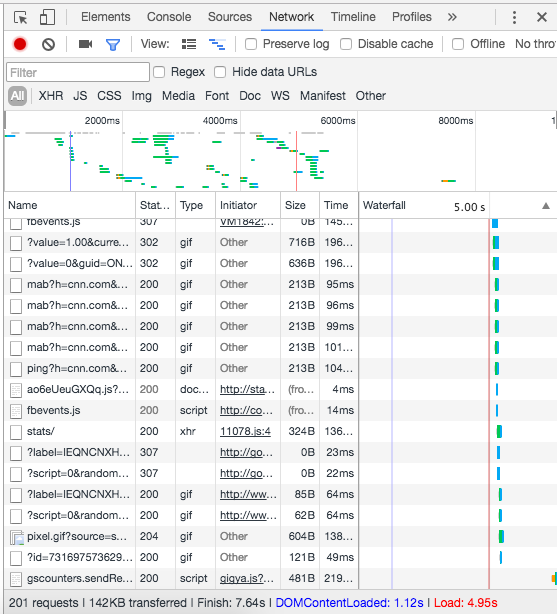 Elements Console Sources Network Timeline Profiles »
View: Preserve log Disable cache Offline No thro
Filter Regex Hide data URLs
All XHR JS CSS Img Media Font Doc WS Manifest Other
2000ms 4000ms 6000ms 8000ms 1
Name Stat... Type Initiator Size Time Waterfall 5.00 s
fbevents.js 307 VM1842:... 0B 145...
?value=1.00&curre... 302 gif Other 716B 196...
?value=0&guid=ON... 302 gif Other 636B 196...
mab?h=cnn.com&... 200 gif Other 213B 95ms
mab?h=cnn.com&... 200 gif Other 213B 96ms
mab?h=cnn.com&... 200 gif Other 213B 99ms
mab?h=cnn.com&... 200 gif Other 213B 101...
ping?h=cnn.com&... 200 gif Other 213B 104...
ao6eUeuGXQq.js?... 200 doc... http://sta... (fro... 4ms
fbevents.js 200 script http://co... (fro... 14ms
stats/ 200 xhr 11078.js:4 324B 136...
?label=IEQNCNXH... 307 http://go... 0B 23ms
?script=0&random... 307 http://go... 0B 22ms
?label=IEQNCNXH... 200 gif http://ww... 85B 64ms
?script=0&random... 200 gif http://ww... 62B 64ms
pixel.gif?source=s... 204 gif Other 604B 138...
?id=731697573629... 200 gif Other 121B 49ms
gscounters.sendRe... 200 script gigya.js?... 481B 219...
201 requests | 142KB transferred | Finish: 7.64s | DOMContentLoaded: 1.12s | Load: 4.95s